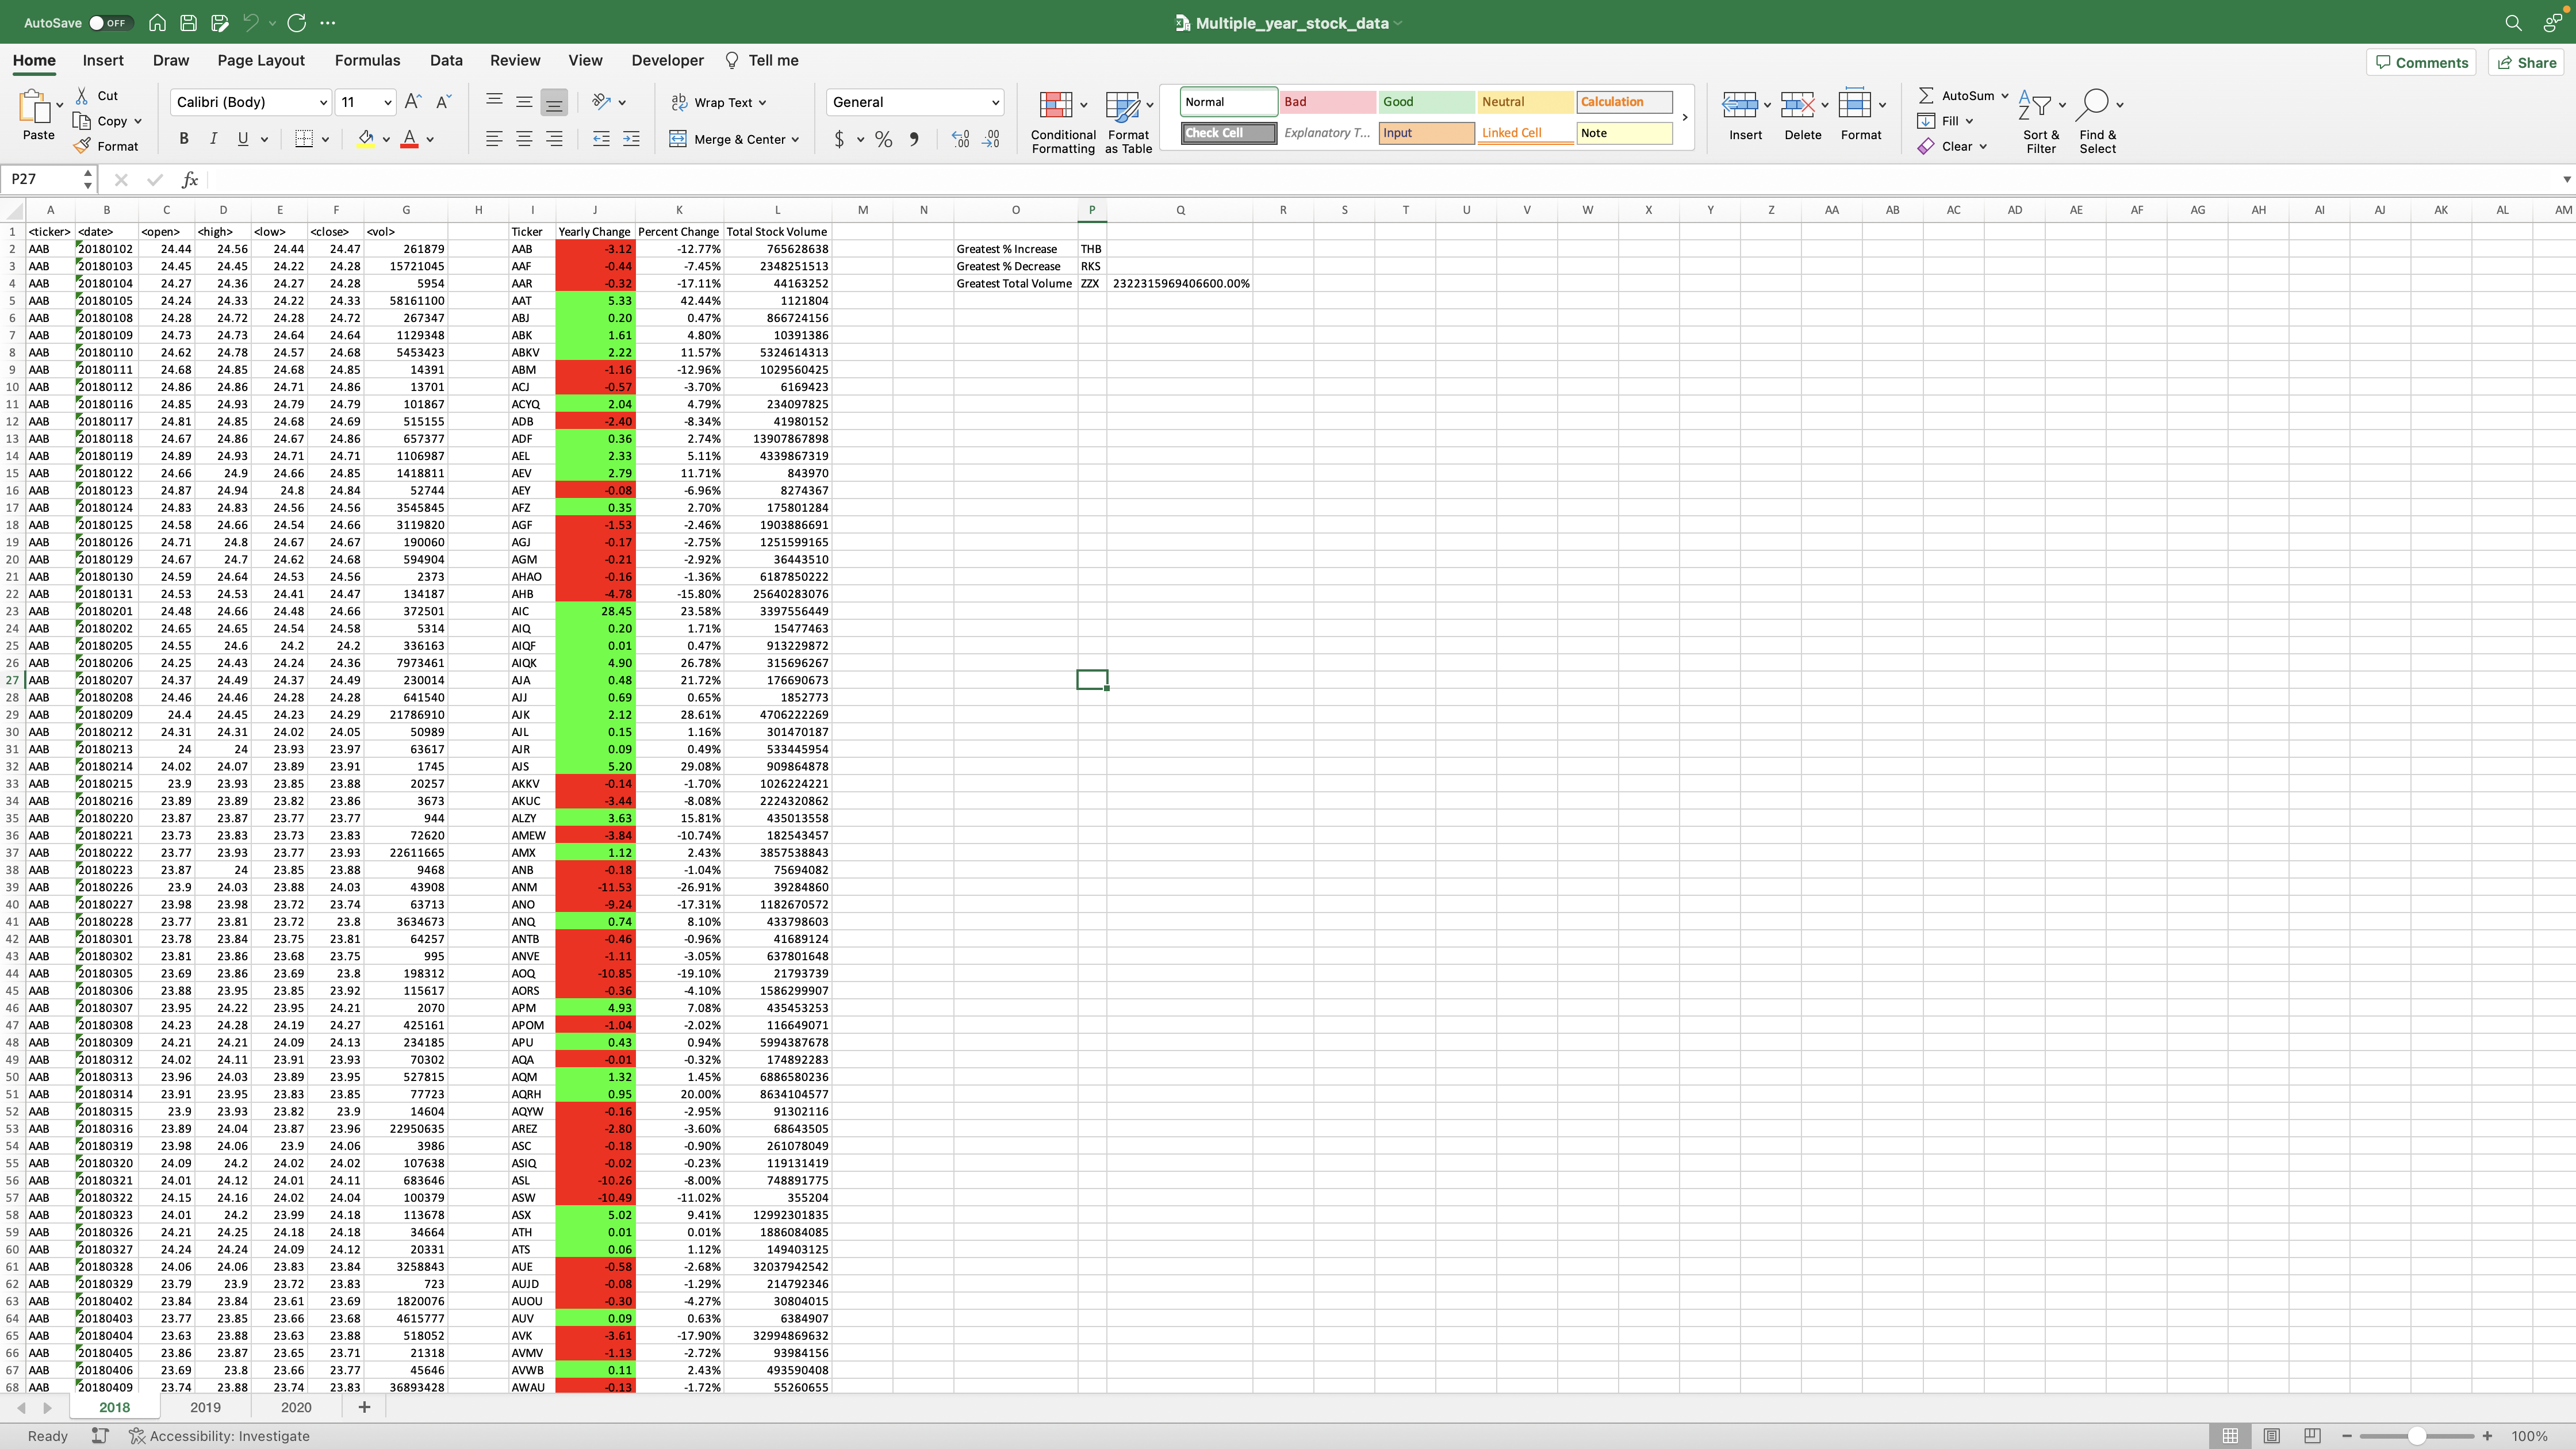 AutoSave OFF Multiple_year_stock_data
Home Insert Draw Page Layout Formulas Data Review View Developer Tell me Comments Share
Paste Cut Copy Format
Calibri (Body) 11 Wrap Text General
B I U Merge & Center $ %
Conditional Formatting Format as Table
Normal Bad Good Neutral Calculation
Check Cell Explanatory T... Input Linked Cell Note
Insert Delete Format AutoSum Fill Clear Sort & Filter Find & Select
P27 fx
A B C D E F G H I J K L M N O P Q R S T U V W X Y Z AA AB AC AD AE AF AG AH AI AJ AK AL AM
1 <ticker> <date> <open> <high> <low> <close> <vol> Ticker Yearly Change Percent Change Total Stock Volume
2 AAB 20180102 24.44 24.56 24.44 24.47 261879 AAB -3.12 -12.77% 765628638 Greatest % Increase THB
3 AAB 20180103 24.45 24.45 24.22 24.28 15721045 AAF -0.44 -7.45% 2348251513 Greatest % Decrease RKS
4 AAB 20180104 24.27 24.36 24.27 24.28 5954 AAR -0.32 -17.11% 44163252 Greatest Total Volume ZZX 2322315969406600.00%
5 AAB 20180105 24.24 24.33 24.22 24.33 58161100 AAT 5.33 42.44% 1121804
6 AAB 20180108 24.28 24.72 24.28 24.72 267347 ABJ 0.20 0.47% 866724156
7 AAB 20180109 24.73 24.73 24.64 24.64 1129348 ABK 1.61 4.80% 10391386
8 AAB 20180110 24.62 24.78 24.57 24.68 5453423 ABKV 2.22 11.57% 5324614313
9 AAB 20180111 24.68 24.85 24.68 24.85 14391 ABM -1.16 -12.96% 1029560425
10 AAB 20180112 24.86 24.86 24.71 24.86 13701 ACJ -0.57 -3.70% 6169423
11 AAB 20180116 24.85 24.93 24.79 24.79 101867 ACYQ 2.04 4.79% 234097825
12 AAB 20180117 24.81 24.85 24.68 24.69 515155 ADB -2.40 -8.34% 41980152
13 AAB 20180118 24.67 24.86 24.67 24.86 657377 ADF 0.36 2.74% 13907867898
14 AAB 20180119 24.89 24.93 24.71 24.71 1106987 AEL 2.33 5.11% 4339867319
15 AAB 20180122 24.66 24.9 24.66 24.85 1418811 AEV 2.79 11.71% 843970
16 AAB 20180123 24.87 24.94 24.8 24.84 52744 AEY -0.08 -6.96% 8274367
17 AAB 20180124 24.83 24.83 24.56 24.56 3545845 AFZ 0.35 2.70% 175801284
18 AAB 20180125 24.58 24.66 24.54 24.66 3119820 AGF -1.53 -2.46% 1903886691
19 AAB 20180126 24.71 24.8 24.67 24.67 190060 AGJ -0.17 -2.75% 1251599165
20 AAB 20180129 24.67 24.7 24.62 24.68 594904 AGM -0.21 -2.92% 36443510
21 AAB 20180130 24.59 24.64 24.53 24.56 2373 AHAO -0.16 -1.36% 6187850222
22 AAB 20180131 24.53 24.53 24.41 24.47 134187 AHB -4.78 -15.80% 25640283076
23 AAB 20180201 24.48 24.66 24.48 24.66 372501 AIC 28.45 23.58% 3397556449
24 AAB 20180202 24.65 24.65 24.54 24.58 5314 AIQ 0.20 1.71% 15477463
25 AAB 20180205 24.55 24.6 24.2 24.2 336163 AIQF 0.01 0.47% 913229872
26 AAB 20180206 24.25 24.43 24.24 24.36 7973461 AIQK 4.90 26.78% 315696267
27 AAB 20180207 24.37 24.49 24.37 24.49 230014 AJA 0.48 21.72% 176690673
28 AAB 20180208 24.46 24.46 24.28 24.28 641540 AJJ 0.69 0.65% 1852773
29 AAB 20180209 24.4 24.45 24.23 24.29 21786910 AJK 2.12 28.61% 4706222269
30 AAB 20180212 24.31 24.31 24.02 24.05 50989 AJL 0.15 1.16% 301470187
31 AAB 20180213 24 24 23.93 23.97 63617 AJR 0.09 0.49% 533445954
32 AAB 20180214 24.02 24.07 23.89 23.91 1745 AJS 5.20 29.08% 909864878
33 AAB 20180215 23.9 23.93 23.85 23.88 20257 AKKV -0.14 -1.70% 1026224221
34 AAB 20180216 23.89 23.89 23.82 23.86 3673 AKUC -3.44 -8.08% 2224320862
35 AAB 20180220 23.87 23.87 23.77 23.77 944 ALZY 3.63 15.81% 435013558
36 AAB 20180221 23.73 23.83 23.73 23.83 72620 AMEW -3.84 -10.74% 182543457
37 AAB 20180222 23.77 23.93 23.77 23.93 22611665 AMX 1.12 2.43% 3857538843
38 AAB 20180223 23.87 24 23.85 23.88 9468 ANB -0.18 -1.04% 75694082
39 AAB 20180226 23.9 24.03 23.88 24.03 43908 ANM -11.53 -26.91% 39284860
40 AAB 20180227 23.98 23.98 23.72 23.74 63713 ANO -9.24 -17.31% 1182670572
41 AAB 20180228 23.77 23.81 23.72 23.8 3634673 ANQ 0.74 8.10% 433798603
42 AAB 20180301 23.78 23.84 23.75 23.81 64257 ANTB -0.46 -0.96% 41689124
43 AAB 20180302 23.81 23.86 23.68 23.75 995 ANVE -1.11 -3.05% 637801648
44 AAB 20180305 23.69 23.86 23.69 23.8 198312 AOQ -10.85 -19.10% 21793739
45 AAB 20180306 23.88 23.95 23.85 23.92 115617 AORS -0.36 -4.10% 1586299907
46 AAB 20180307 23.95 24.22 23.95 24.21 2070 APM 4.93 7.08% 435453253
47 AAB 20180308 24.23 24.28 24.19 24.27 425161 APOM -1.04 -2.02% 116649071
48 AAB 20180309 24.21 24.21 24.09 24.13 234185 APU 0.43 0.94% 5994387678
49 AAB 20180312 24.02 24.11 23.91 23.93 70302 AQA -0.01 -0.32% 174892283
50 AAB 20180313 23.96 24.03 23.89 23.95 527815 AQM 1.32 1.45% 6886580236
51 AAB 20180314 23.91 23.95 23.83 23.85 77723 AQRH 0.95 20.00% 8634104577
52 AAB 20180315 23.9 23.93 23.82 23.9 14604 AQYW -0.16 -2.95% 91302116
53 AAB 20180316 23.89 24.04 23.87 23.96 22950635 AREZ -2.80 -3.60% 68643505
54 AAB 20180319 23.98 24.06 23.9 24.06 3986 ASC -0.18 -0.90% 261078049
55 AAB 20180320 24.09 24.2 24.02 24.02 107638 ASIQ -0.02 -0.23% 119131419
56 AAB 20180321 24.01 24.12 24.01 24.11 683646 ASL -10.26 -8.00% 748891775
57 AAB 20180322 24.15 24.16 24.02 24.04 100379 ASW -10.49 -11.02% 355204
58 AAB 20180323 24.01 24.2 23.99 24.18 113678 ASX 5.02 9.41% 12992301835
59 AAB 20180326 24.21 24.25 24.18 24.18 34664 ATH 0.01 0.01% 1886084085
60 AAB 20180327 24.24 24.24 24.09 24.12 20331 ATS 0.06 1.12% 149403125
61 AAB 20180328 24.06 24.06 23.83 23.84 3258843 AUE -0.58 -2.68% 32037942542
62 AAB 20180329 23.79 23.9 23.72 23.83 723 AUJD -0.08 -1.29% 214792346
63 AAB 20180402 23.84 23.84 23.61 23.69 1820076 AUOU -0.30 -4.27% 30804015
64 AAB 20180403 23.77 23.85 23.66 23.68 4615777 AUV 0.09 0.63% 6384907
65 AAB 20180404 23.63 23.88 23.63 23.88 518052 AVK -3.61 -17.90% 32994869632
66 AAB 20180405 23.86 23.87 23.65 23.71 21318 AVMV -1.13 -2.72% 93984156
67 AAB 20180406 23.69 23.8 23.66 23.77 45646 AVWB 0.11 2.43% 493590408
68 AAB 20180409 23.74 23.88 23.74 23.83 36893428 AWAU -0.13 -1.72% 55260655
2018 2019 2020 +
Ready Accessibility: Investigate 100%